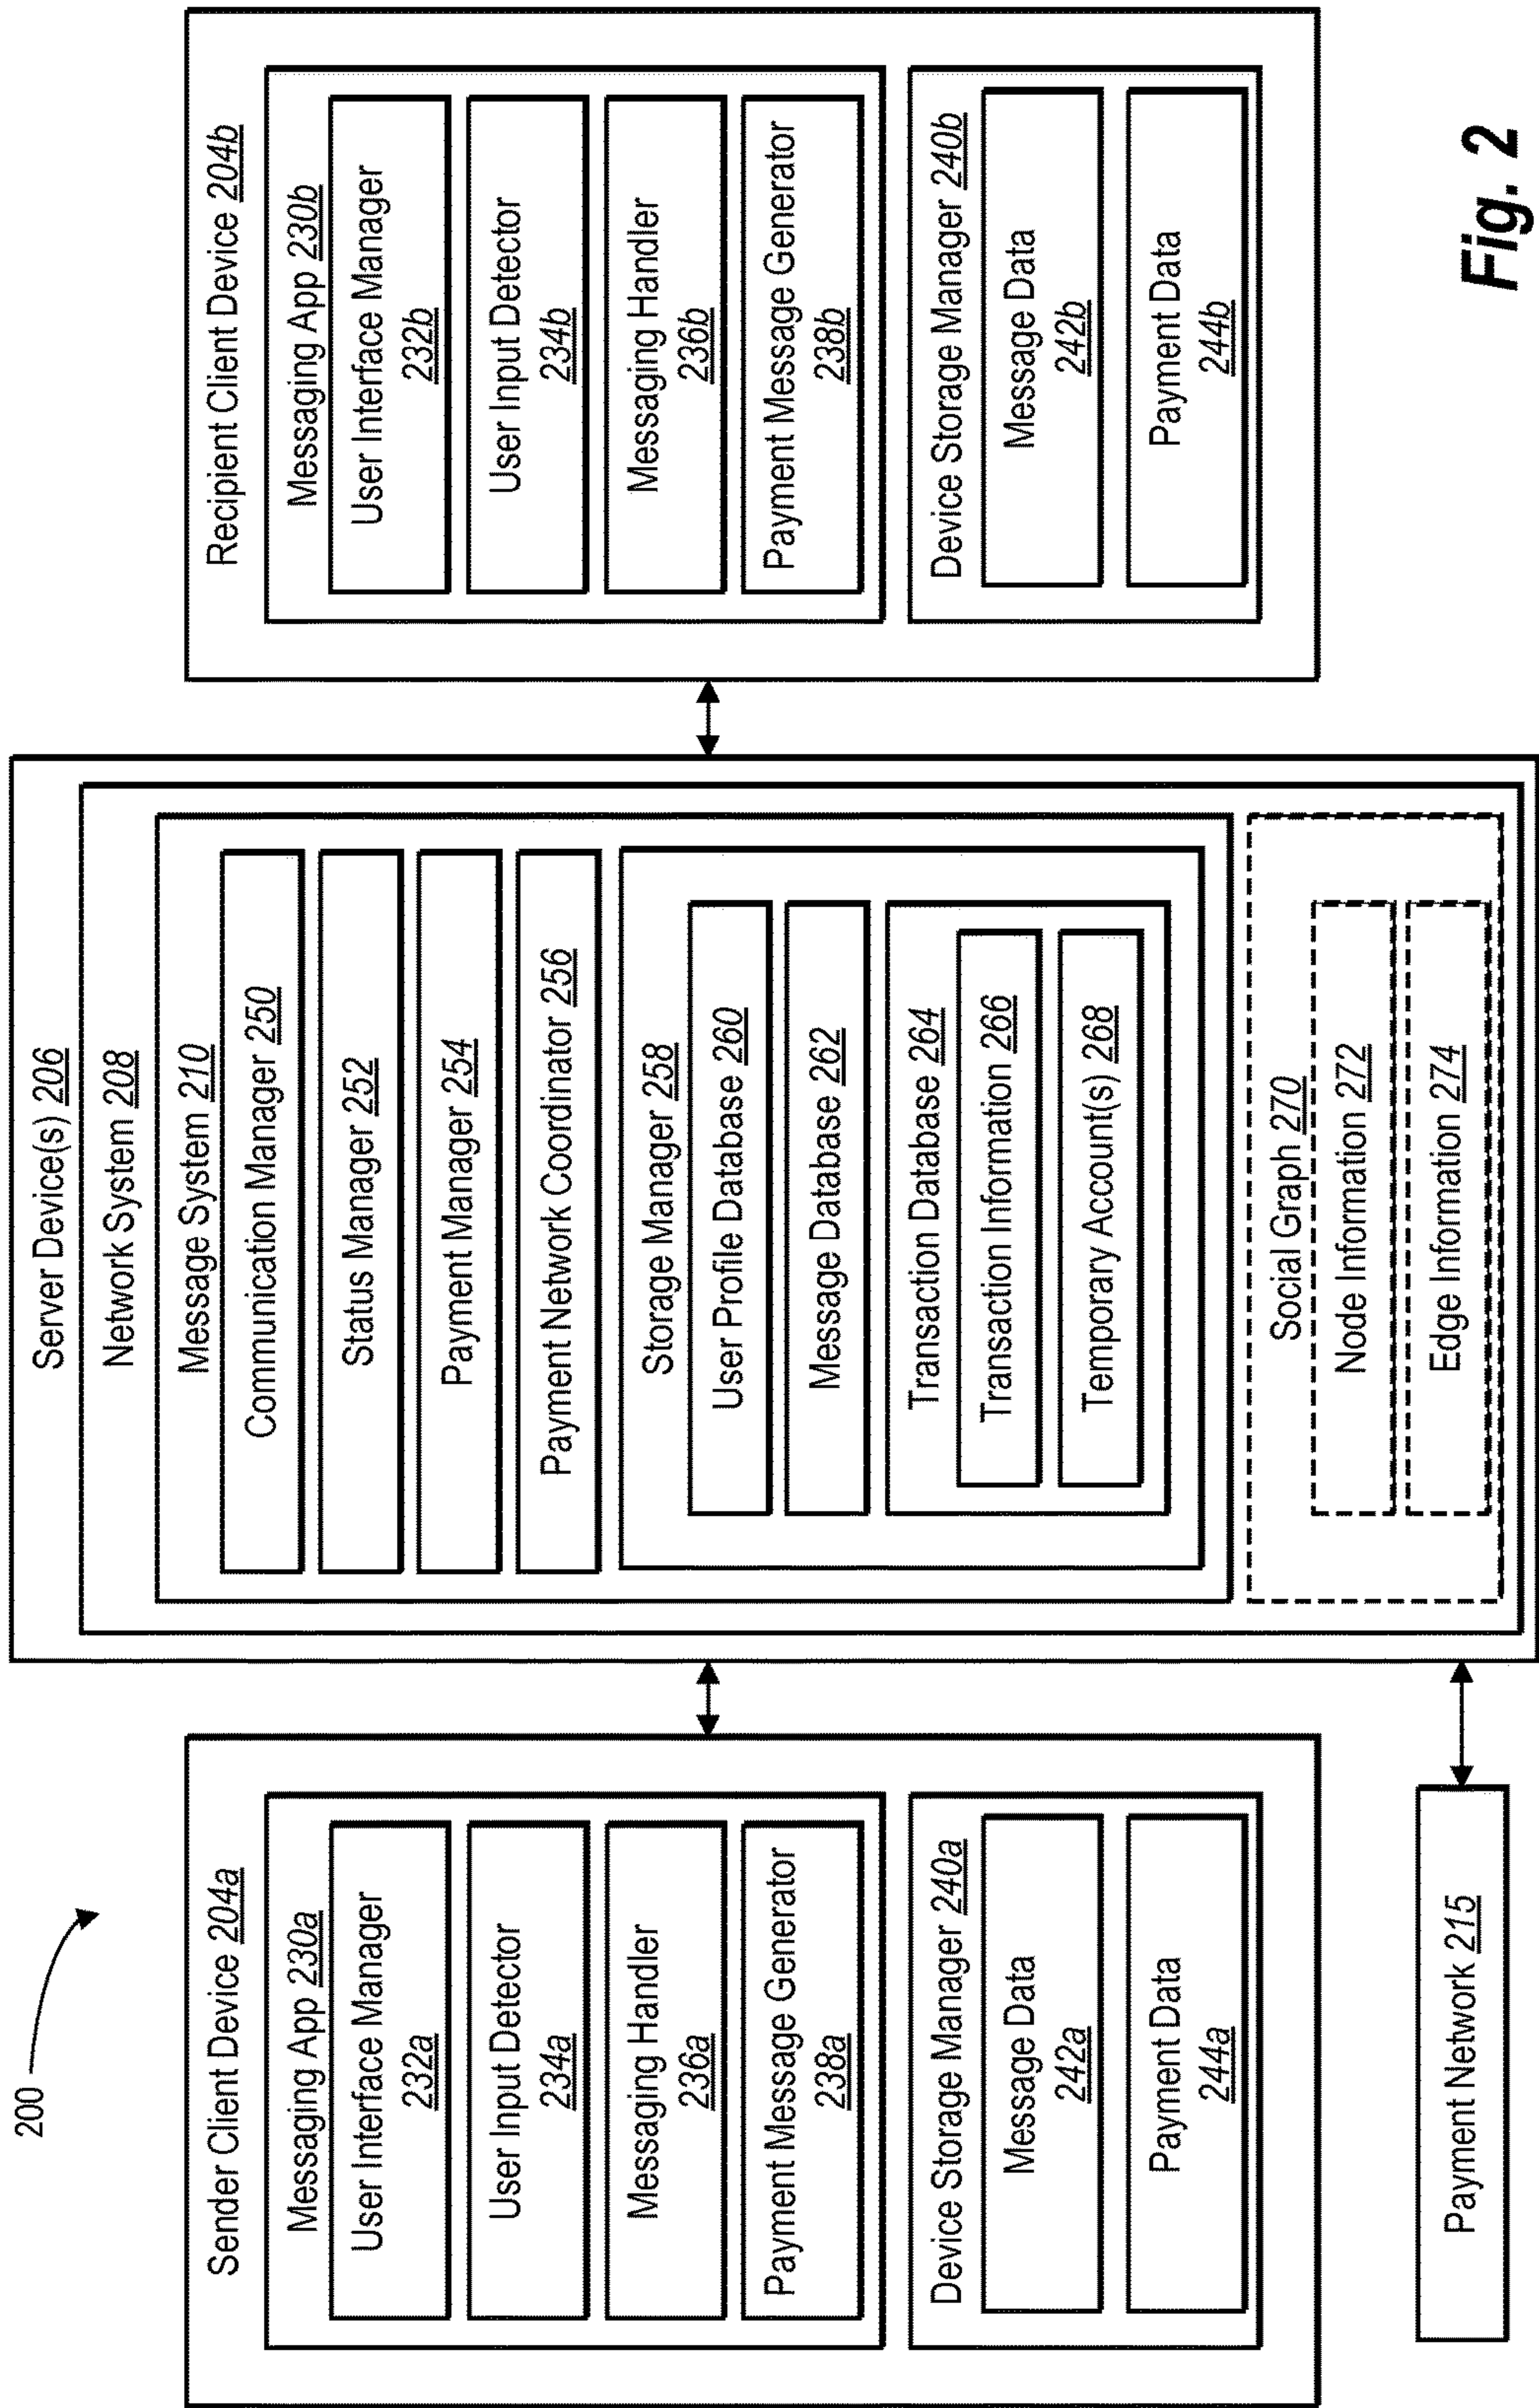 200
Sender Client Device 204a
Messaging App 230a
User Interface Manager
232a
User Input Detector
234a
Messaging Handler
236a
Payment Message Generator
238a
Device Storage Manager 240a
Message Data
242a
Payment Data
244a
Payment Network 215
Server Device(s) 206
Network System 208
Message System 210
Communication Manager 250
Status Manager 252
Payment Manager 254
Payment Network Coordinator 256
Storage Manager 258
User Profile Database 260
Message Database 262
Transaction Database 264
Transaction Information 266
Temporary Account(s) 268
Social Graph 270
Node Information 272
Edge Information 274
Recipient Client Device 204b
Messaging App 230b
User Interface Manager
232b
User Input Detector
234b
Messaging Handler
236b
Payment Message Generator
238b
Device Storage Manager 240b
Message Data
242b
Payment Data
244b
Fig. 2